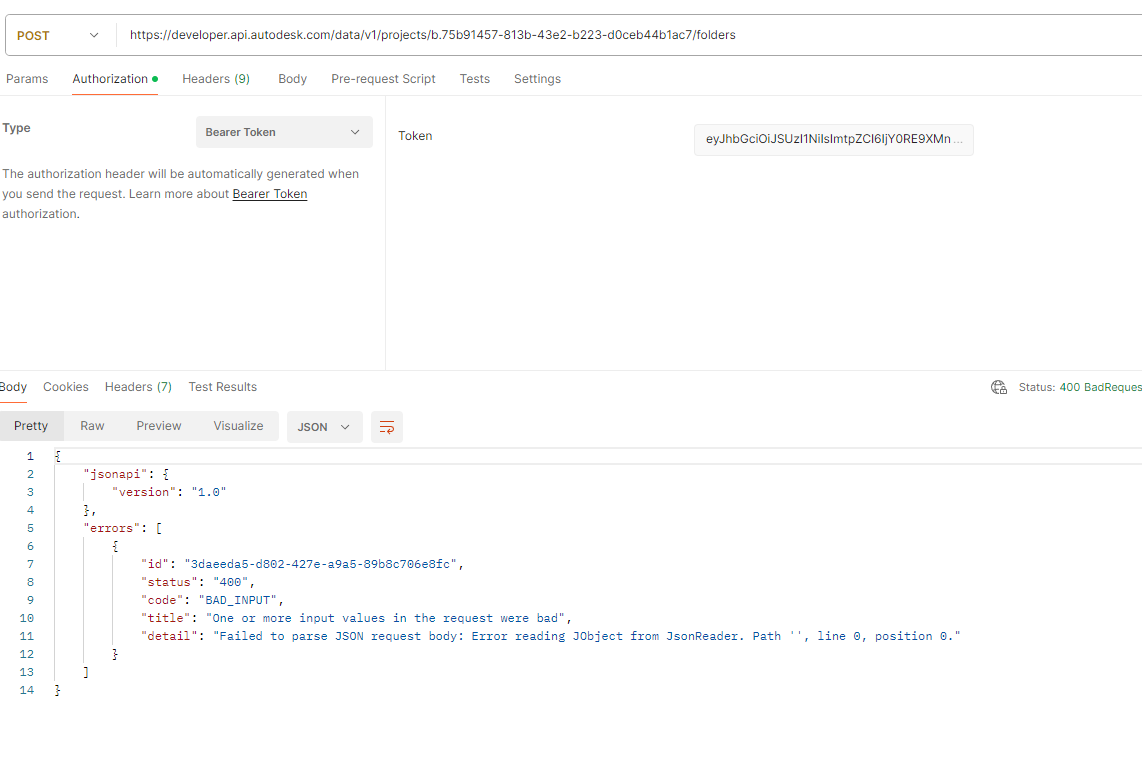 POST https://developer.api.autodesk.com/data/v1/projects/b.75b91457-813b-43e2-b223-d0ceb44b1ac7/folders
Params Authorization Headers (9) Body Pre-request Script Tests Settings
Type Bearer Token
Token eyJhbGciOiJSUzI1NiIsImtpZCI6IjY0RE9XMn ...
The authorization header will be automatically generated when
you send the request. Learn more about Bearer Token
authorization.
Body Cookies Headers (7) Test Results Status: 400 BadReques
Pretty Raw Preview Visualize JSON
1 {
2 "jsonapi": {
3 "version": "1.0"
4 },
5 "errors": [
6 {
7 "id": "3daeeda5-d802-427e-a9a5-89b8c706e8fc",
8 "status": "400",
9 "code": "BAD_INPUT",
10 "title": "One or more input values in the request were bad",
11 "detail": "Failed to parse JSON request body: Error reading JObject from JsonReader. Path '', line 0, position 0."
12 }
13 ]
14 }